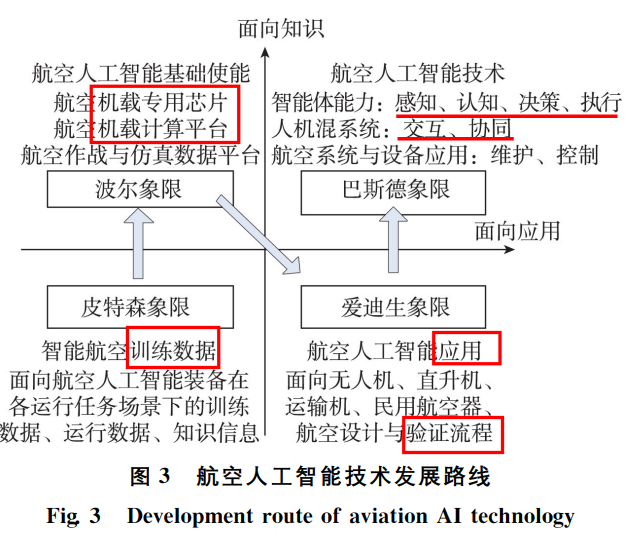 面向知识
航空人工智能基础使能
航空机载专用芯片
航空机载计算平台
航空作战与仿真数据平台
波尔象限
航空人工智能技术
智能体能力：感知、认知、决策、执行
人机混系统：交互、协同
航空系统与设备应用：维护、控制
巴斯德象限
面向应用
皮特森象限
智能航空训练数据
面向航空人工智能装备在
各运行任务场景下的训练
数据、运行数据、知识信息
爱迪生象限
航空人工智能应用
面向无人机、直升机、
运输机、民用航空器、
航空设计与验证流程
图 3 航空人工智能技术发展路线
Fig. 3 Development route of aviation AI technology